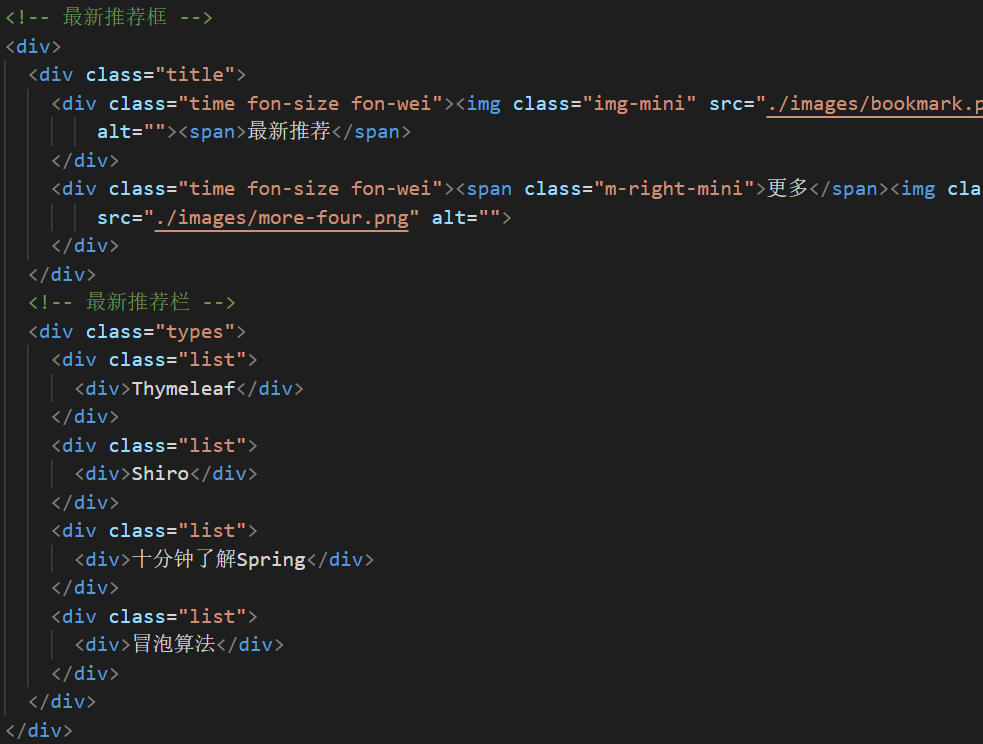 <!-- 最新推荐框 -->
<div>
<div class="title">
<div class="time fon-size fon-wei"><img class="img-mini" src="./images/bookmark.p
alt=""><span>最新推荐</span>
</div>
<div class="time fon-size fon-wei"><span class="m-right-mini">更多</span><img cla
src="./images/more-four.png" alt="">
</div>
</div>
<!-- 最新推荐栏 -->
<div class="types">
<div class="list">
<div>Thymeleaf</div>
</div>
<div class="list">
<div>Shiro</div>
</div>
<div class="list">
<div>十分钟了解Spring</div>
</div>
<div class="list">
<div>冒泡算法</div>
</div>
</div>
</div>